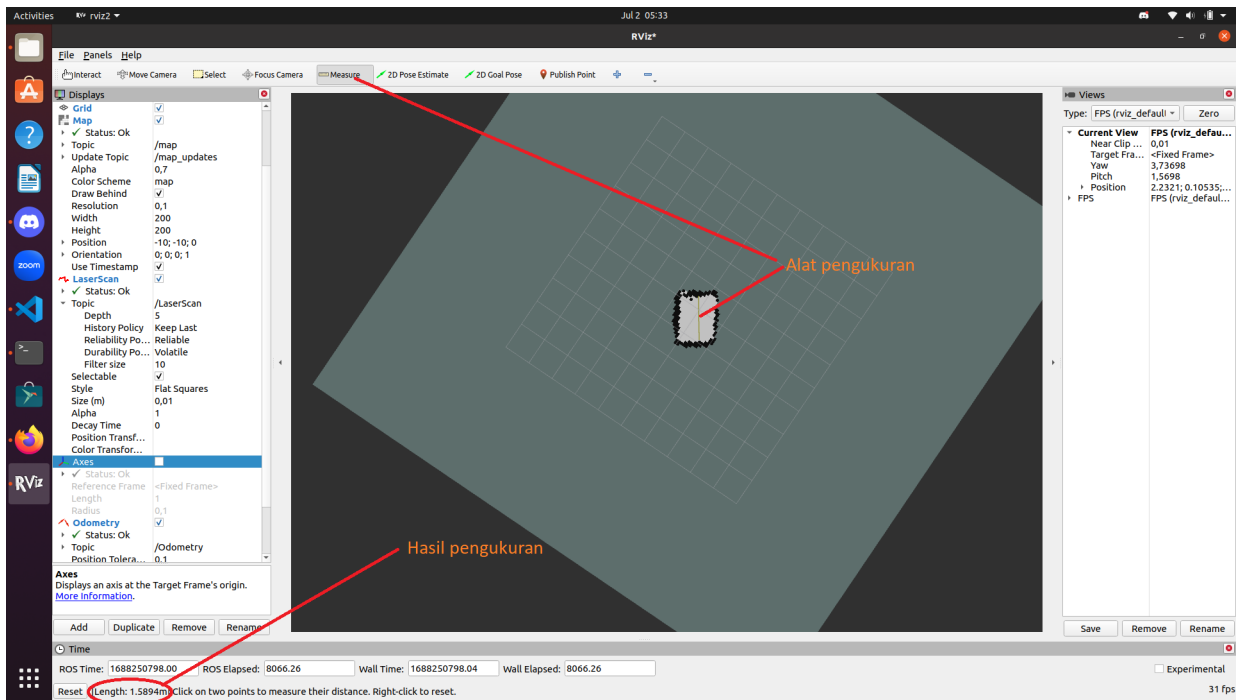 Activities
RViz rviz2
Jul 2 05:33
RViz*
File Panels Help
Interact Move Camera Select Focus Camera Measure 2D Pose Estimate 2D Goal Pose Publish Point
Displays
Grid
Map
Status: Ok
Topic /map
Update Topic /map_updates
Alpha 0,7
Color Scheme map
Draw Behind
Resolution 0,1
Width 200
Height 200
Position -10; -10; 0
Orientation 0; 0; 0; 1
Use Timestamp
LaserScan
Status: Ok
Topic /LaserScan
Depth 5
History Policy Keep Last
Reliability Po... Reliable
Durability Po... Volatile
Filter size 10
Selectable
Style Flat Squares
Size (m) 0,01
Alpha 1
Decay Time 0
Position Transf...
Color Transfor...
Axes
Status: Ok
Reference Frame <Fixed Frame>
Length 1
Radius 0,1
Odometry
Status: Ok
Topic /Odometry
Position Tolera... 0.1
Axes
Displays an axis at the Target Frame's origin.
More Information.
Add Duplicate Remove Rename
Alat pengukuran
Hasil pengukuran
Views
Type: FPS (rviz_defaul Zero
Current View FPS (rviz_defau...
Near Clip ... 0,01
Target Fra... <Fixed Frame>
Yaw 3,73698
Pitch 1,5698
Position 2.2321; 0.10535;...
FPS FPS (rviz_defaul...
Save Remove Rename
zoom
RViz
Time
ROS Time: 1688250798.00 ROS Elapsed: 8066.26 Wall Time: 1688250798.04 Wall Elapsed: 8066.26
Experimental
Reset [Length: 1.5894m] Click on two points to measure their distance. Right-click to reset.
31 fps